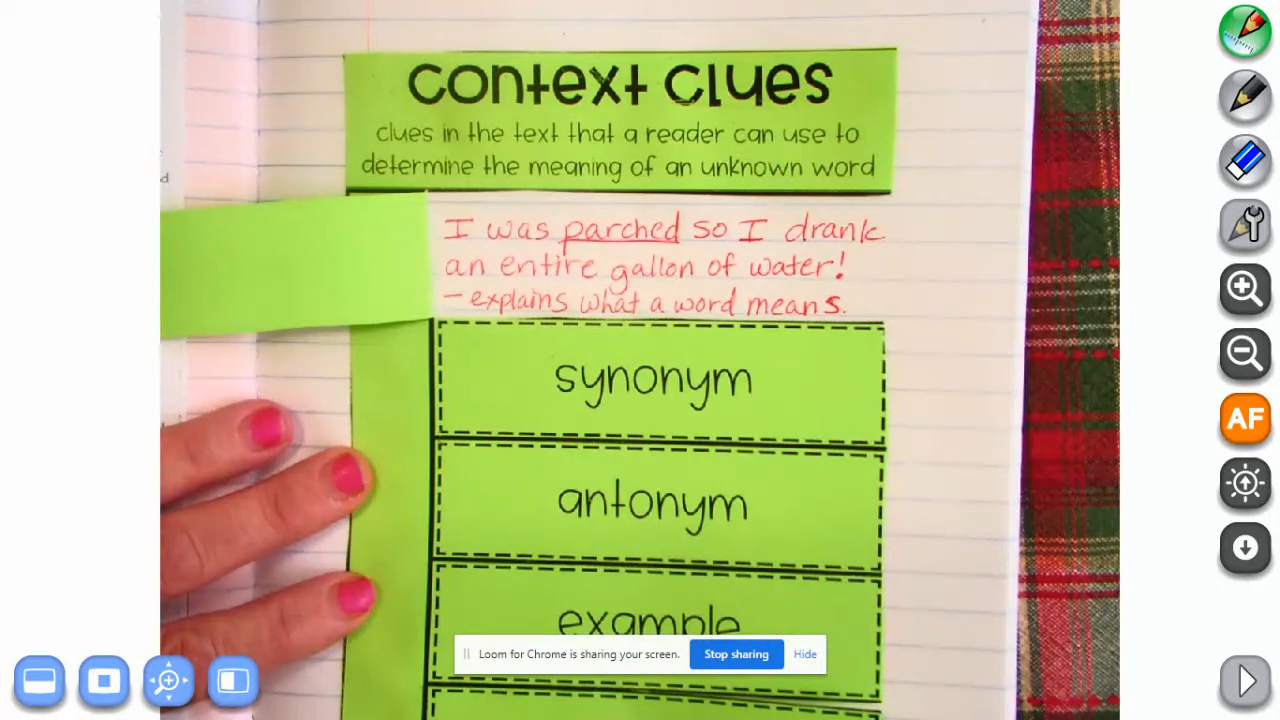 context clues
clues in the text that a reader can use to
determine the meaning of an unknown word
I was parched so I drank
an entire gallon of water!
- explains what a word means.
synonym
antonym
example
Loom for Chrome is sharing your screen. Stop sharing Hide
AF